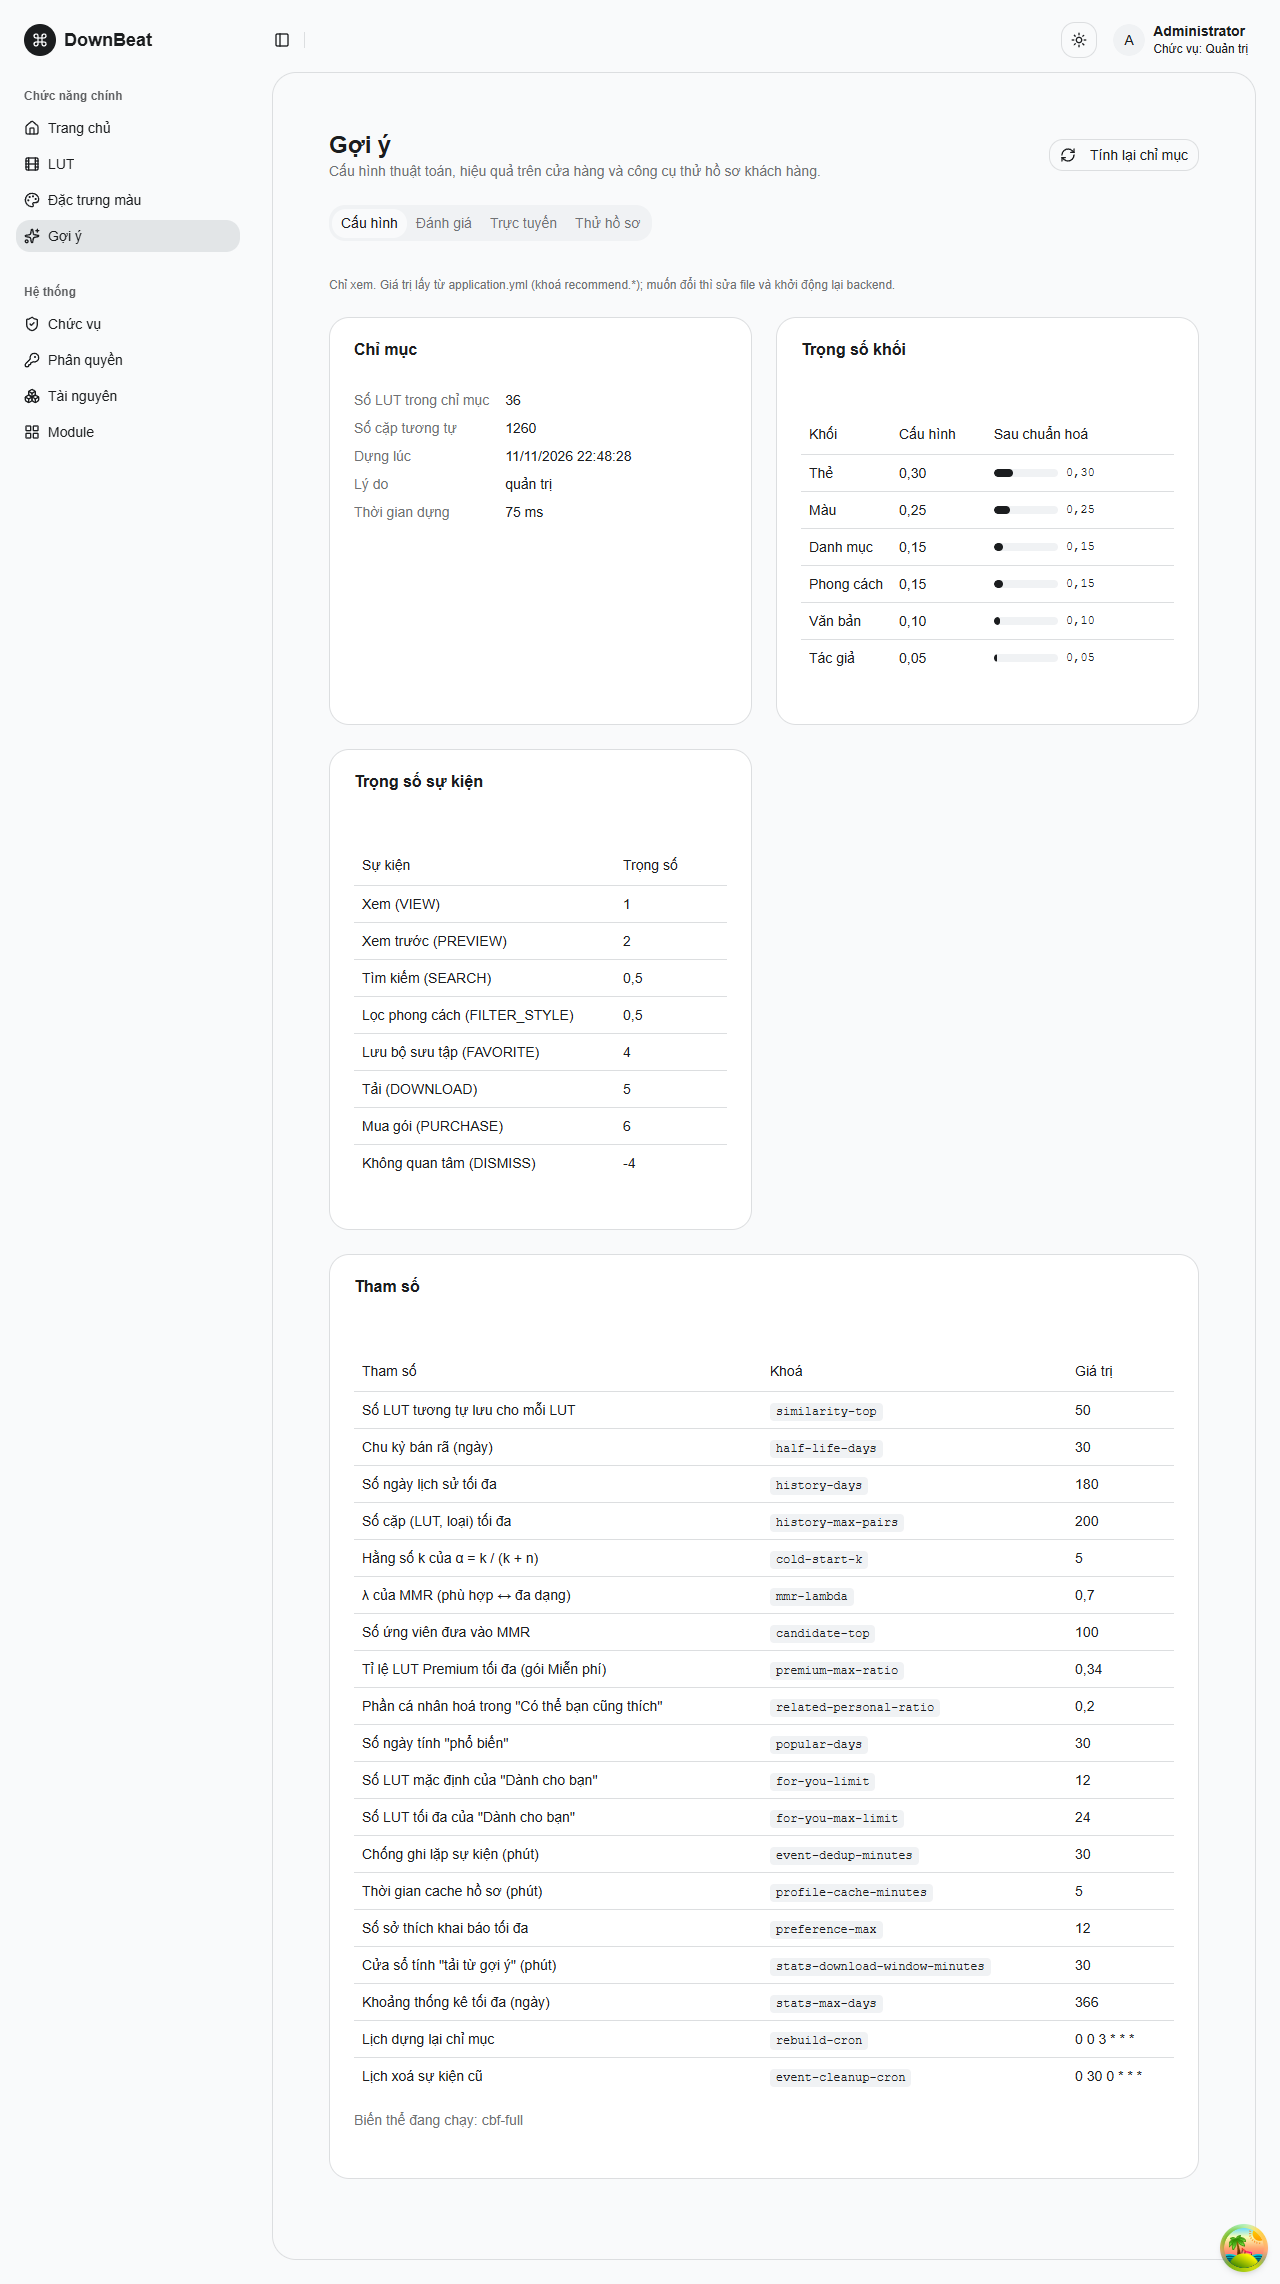 DownBeat
Administrator
A
Chức vụ: Quản trị
Chức năng chính
Trang chủ
LUT
Đặc trưng màu
Gợi ý
Hệ thống
Chức vụ
Phân quyền
Tài nguyên
Module
Gợi ý
Cấu hình thuật toán, hiệu quả trên cửa hàng và công cụ thử hồ sơ khách hàng.
Tính lại chỉ mục
Cấu hình Đánh giá Trực tuyến Thử hồ sơ
Chỉ xem. Giá trị lấy từ application.yml (khoá recommend.*); muốn đổi thì sửa file và khởi động lại backend.
Chỉ mục
Số LUT trong chỉ mục 36
Số cặp tương tự 1260
Dựng lúc 11/11/2026 22:48:28
Lý do quản trị
Thời gian dựng 75 ms
Trọng số khối
Khối Cấu hình Sau chuẩn hoá
Thẻ 0,30 0,30
Màu 0,25 0,25
Danh mục 0,15 0,15
Phong cách 0,15 0,15
Văn bản 0,10 0,10
Tác giả 0,05 0,05
Trọng số sự kiện
Sự kiện Trọng số
Xem (VIEW) 1
Xem trước (PREVIEW) 2
Tìm kiếm (SEARCH) 0,5
Lọc phong cách (FILTER_STYLE) 0,5
Lưu bộ sưu tập (FAVORITE) 4
Tải (DOWNLOAD) 5
Mua gói (PURCHASE) 6
Không quan tâm (DISMISS) -4
Tham số
Tham số Khoá Giá trị
Số LUT tương tự lưu cho mỗi LUT similarity-top 50
Chu kỳ bán rã (ngày) half-life-days 30
Số ngày lịch sử tối đa history-days 180
Số cặp (LUT, loại) tối đa history-max-pairs 200
Hằng số k của α = k / (k + n) cold-start-k 5
λ của MMR (phù hợp ↔ đa dạng) mmr-lambda 0,7
Số ứng viên đưa vào MMR candidate-top 100
Tỉ lệ LUT Premium tối đa (gói Miễn phí) premium-max-ratio 0,34
Phần cá nhân hoá trong "Có thể bạn cũng thích" related-personal-ratio 0,2
Số ngày tính "phổ biến" popular-days 30
Số LUT mặc định của "Dành cho bạn" for-you-limit 12
Số LUT tối đa của "Dành cho bạn" for-you-max-limit 24
Chống ghi lặp sự kiện (phút) event-dedup-minutes 30
Thời gian cache hồ sơ (phút) profile-cache-minutes 5
Số sở thích khai báo tối đa preference-max 12
Cửa sổ tính "tải từ gợi ý" (phút) stats-download-window-minutes 30
Khoảng thống kê tối đa (ngày) stats-max-days 366
Lịch dựng lại chỉ mục rebuild-cron 0 0 3 * * *
Lịch xoá sự kiện cũ event-cleanup-cron 0 30 0 * * *
Biến thể đang chạy: cbf-full